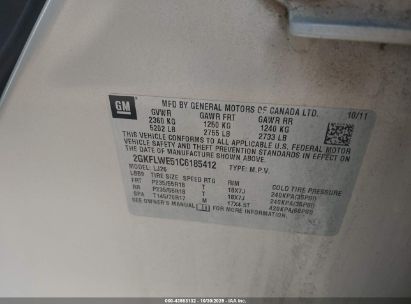 GM
MFD BY GENERAL MOTORS OF CANADA LTD. 10/11
GVWR GAWR FRT GAWR RR
2360 KG 1250 KG 1240 KG
5202 LB 2755 LB 2733 LB
THIS VEHICLE CONFORMS TO ALL APPLICABLE U.S. FEDERAL
VEHICLE SAFETY AND THEFT PREVENTION STANDARDS IN EFFECT ON
THE DATE OF MANUFACTURE SHOWN ABOVE.
2GKFLWE51C6185412 TYPE: M.P.V.
MODEL: LJ26
TIRE SIZE SPEED RTG RIM COLD TIRE PRESSURE
FRT P235/55R18 T 18X7J 240KPA(35PSI)
RR P235/55R18 T 18X7J 240KPA(35PSI)
SPA T145/70R17 M 17X4.5T 420KPA(60PSI)
SEE OWNER'S MANUAL FOR MORE INFORMATION
10/30/2025